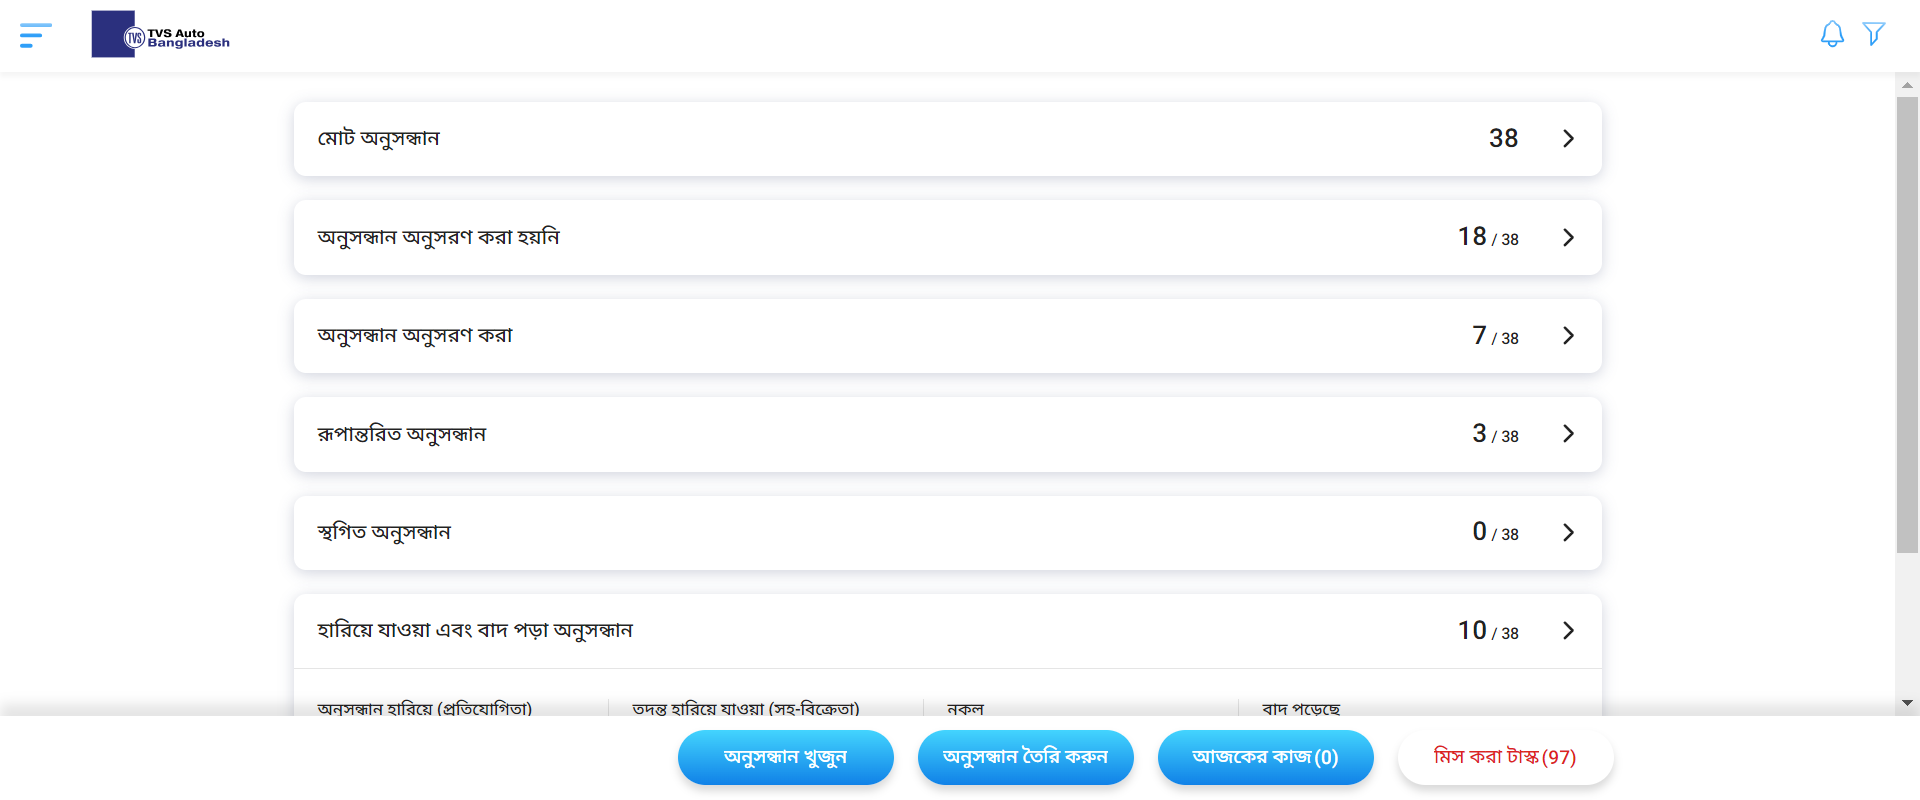 TVS Auto
Bangladesh
TVS
মোট অনুসন্ধান 38
অনুসন্ধান অনুসরণ করা হয়নি 18 / 38
অনুসন্ধান অনুসরণ করা 7 / 38
রূপান্তরিত অনুসন্ধান 3 / 38
স্থগিত অনুসন্ধান 0 / 38
হারিয়ে যাওয়া এবং বাদ পড়া অনুসন্ধান 10 / 38
অনুসন্ধান হারিয়ে (প্রতিযোগিতা) তদন্ত হারিয়ে যাওয়া (সহ-বিক্রেতা) নকল বাদ পড়েছে
অনুসন্ধান খুজুন অনুসন্ধান তৈরি করুন আজকের কাজ (0) মিস করা টাস্ক (97)